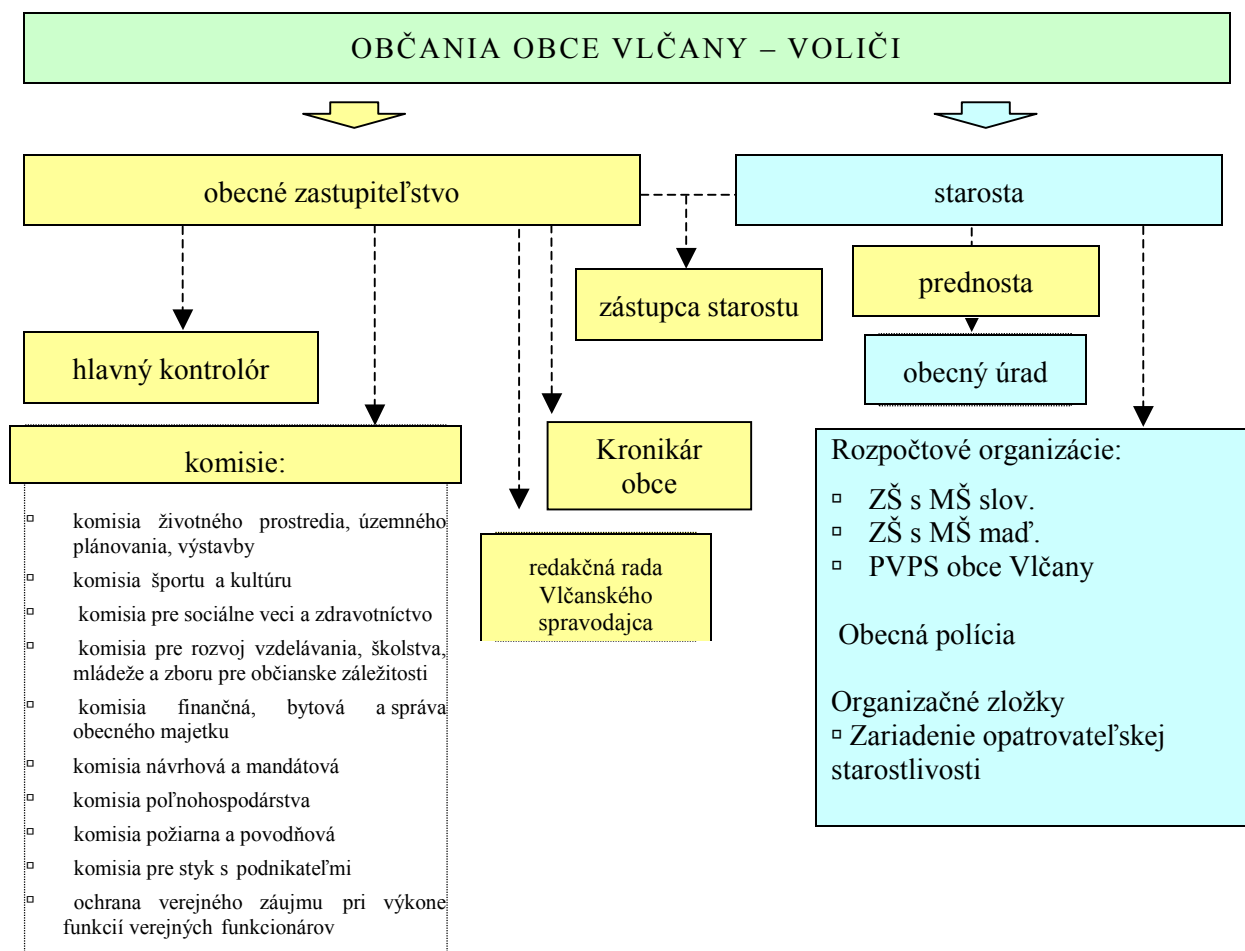 OBČANIA OBCE VLČANY – VOLIČI
obecné zastupiteľstvo
starosta
zástupca starostu
prednosta
hlavný kontrolór
obecný úrad
komisie:
komisia životného prostredia, územného
plánovania, výstavby
komisia športu a kultúru
komisia pre sociálne veci a zdravotníctvo
komisia pre rozvoj vzdelávania, školstva,
mládeže a zboru pre občianske záležitosti
komisia finančná, bytová a správa
obecného majetku
komisia návrhová a mandátová
komisia poľnohospodárstva
komisia požiarna a povodňová
komisia pre styk s podnikateľmi
ochrana verejného záujmu pri výkone
funkcií verejných funkcionárov
Kronikár
obce
redakčná rada
Vlčanského
spravodajca
Rozpočtové organizácie:
ZŠ s MŠ slov.
ZŠ s MŠ maď.
PVPS obce Vlčany
Obecná polícia
Organizačné zložky
Zariadenie opatrovateľskej
starostlivosti